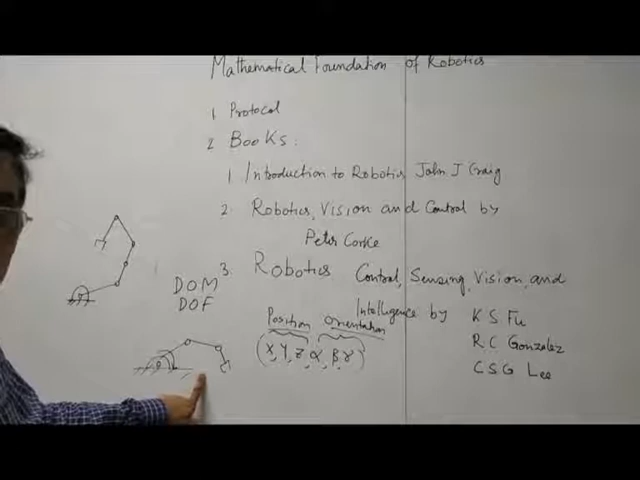 Mathematical Foundation of Robotics
1 Protocol
2 Books:
1 Introduction to Robotics John J Craig
2. Robotics, Vision and Control by
Peter Corke
3. Robotics Control, Sensing, Vision, and
Intelligence by K S Fu
R C Gonzalez
C S G Lee
DOM
DOF
Position orientation
(X, Y, Z, α, β, γ)